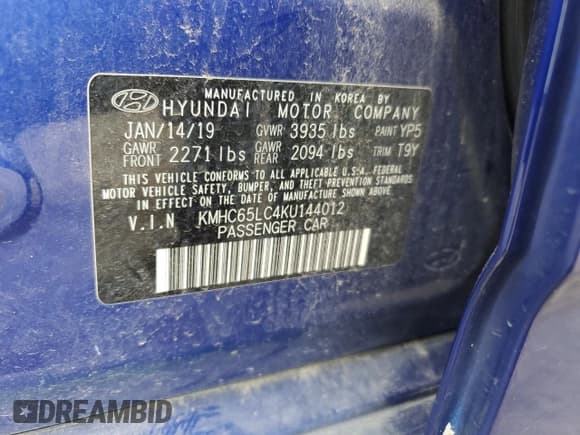 MANUFACTURED IN KOREA BY
HYUNDAI MOTOR COMPANY
JAN/14/19 GVWR 3935 lbs PAINT YP5
GAWR FRONT 2271 lbs GAWR REAR 2094 lbs TRIM T9Y
THIS VEHICLE CONFORMS TO ALL APPLICABLE U.S.A. FEDERAL
MOTOR VEHICLE SAFETY, BUMPER, AND THEFT PREVENTION STANDARDS
IN EFFECT ON THE DATE OF MANUFACTURE SHOWN ABOVE.
V.I.N KMHC65LC4KU144012
PASSENGER CAR
DREAMBID